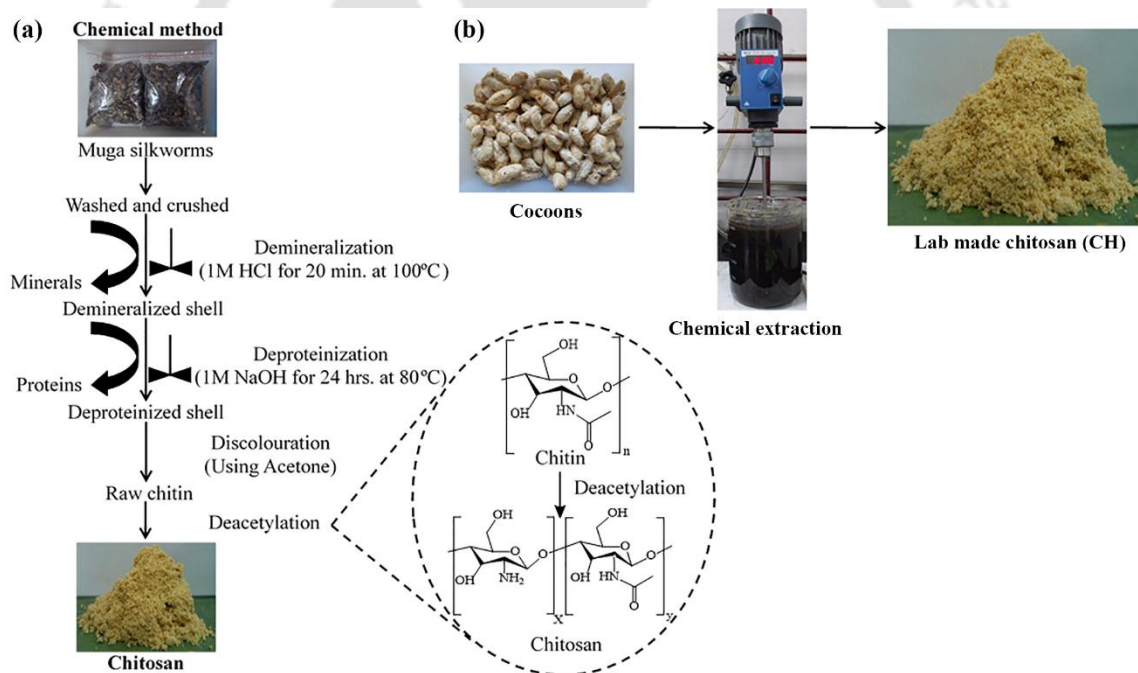 (a)
Chemical method
Muga silkworms
Washed and crushed
Demineralization
(1M HCl for 20 min. at 100ºC)
Minerals
Demineralized shell
Deproteinization
(1M NaOH for 24 hrs. at 80°C)
Proteins
Deproteinized shell
Discolouration
(Using Acetone)
Raw chitin
Deacetylation
Chitosan
(b)
Cocoons
Chemical extraction
Lab made chitosan (CH)
OH
O
O
OH
HN
O
n
Chitin
Deacetylation
OH
O
O
OH
NH₂
X
OH
O
O
OH
HN
O
y
Chitosan